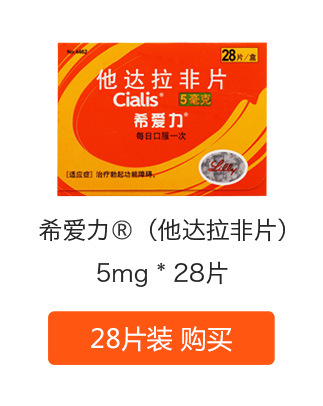 No.4462
28片/盒
他达拉非片
Cialis®
5毫克
希爱力®
每日口服一次
[适应症] 治疗勃起功能障碍。
Lilly
希爱力®（他达拉非片）
5mg * 28片
28片装 购买